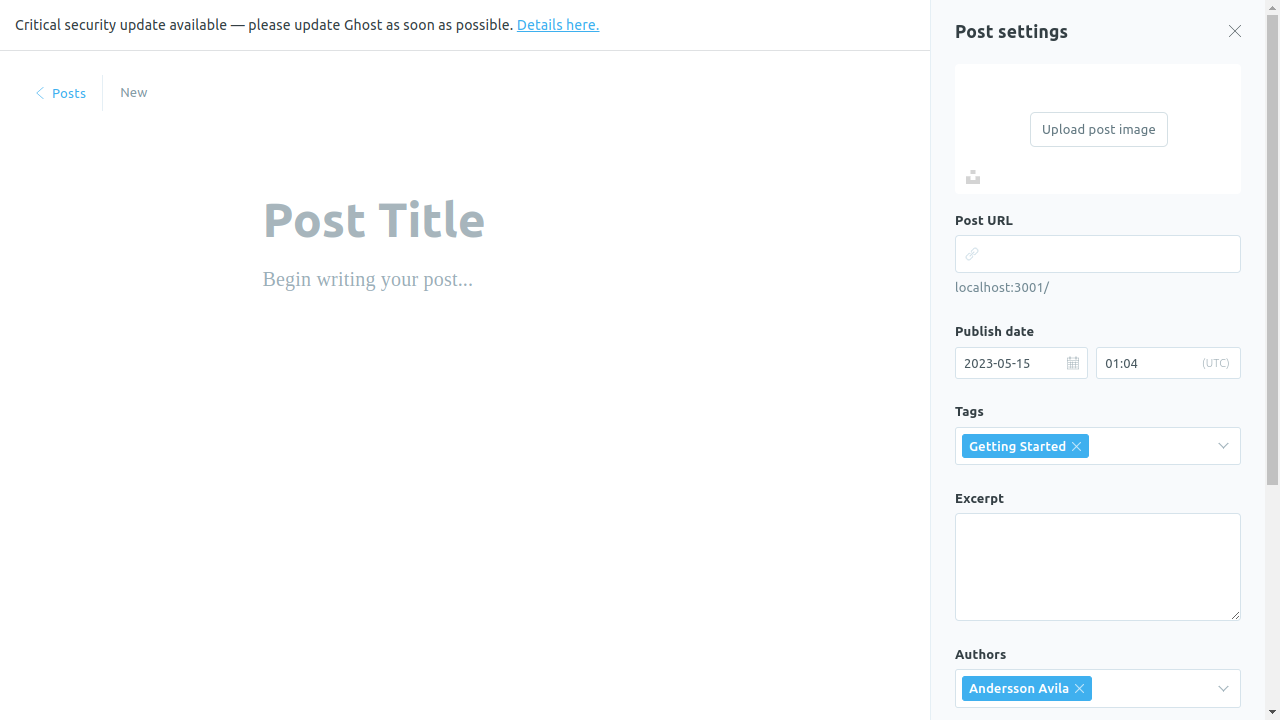 Critical security update available — please update Ghost as soon as possible. Details here.
Posts
New
Post Title
Begin writing your post...
Post settings
Upload post image
Post URL
localhost:3001/
Publish date
2023-05-15
01:04 (UTC)
Tags
Getting Started
Excerpt
Authors
Andersson Avila